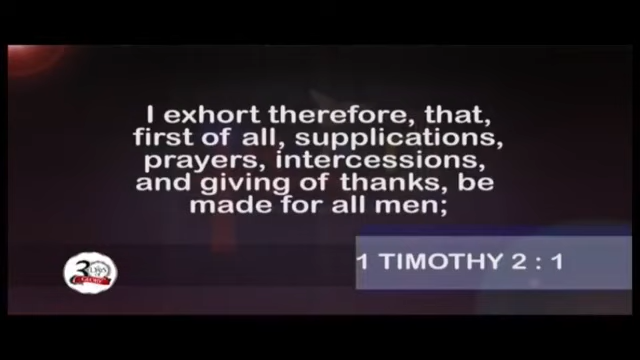 I exhort therefore, that,
first of all, supplications,
prayers, intercessions,
and giving of thanks, be
made for all men;
1 TIMOTHY 2 : 1
3